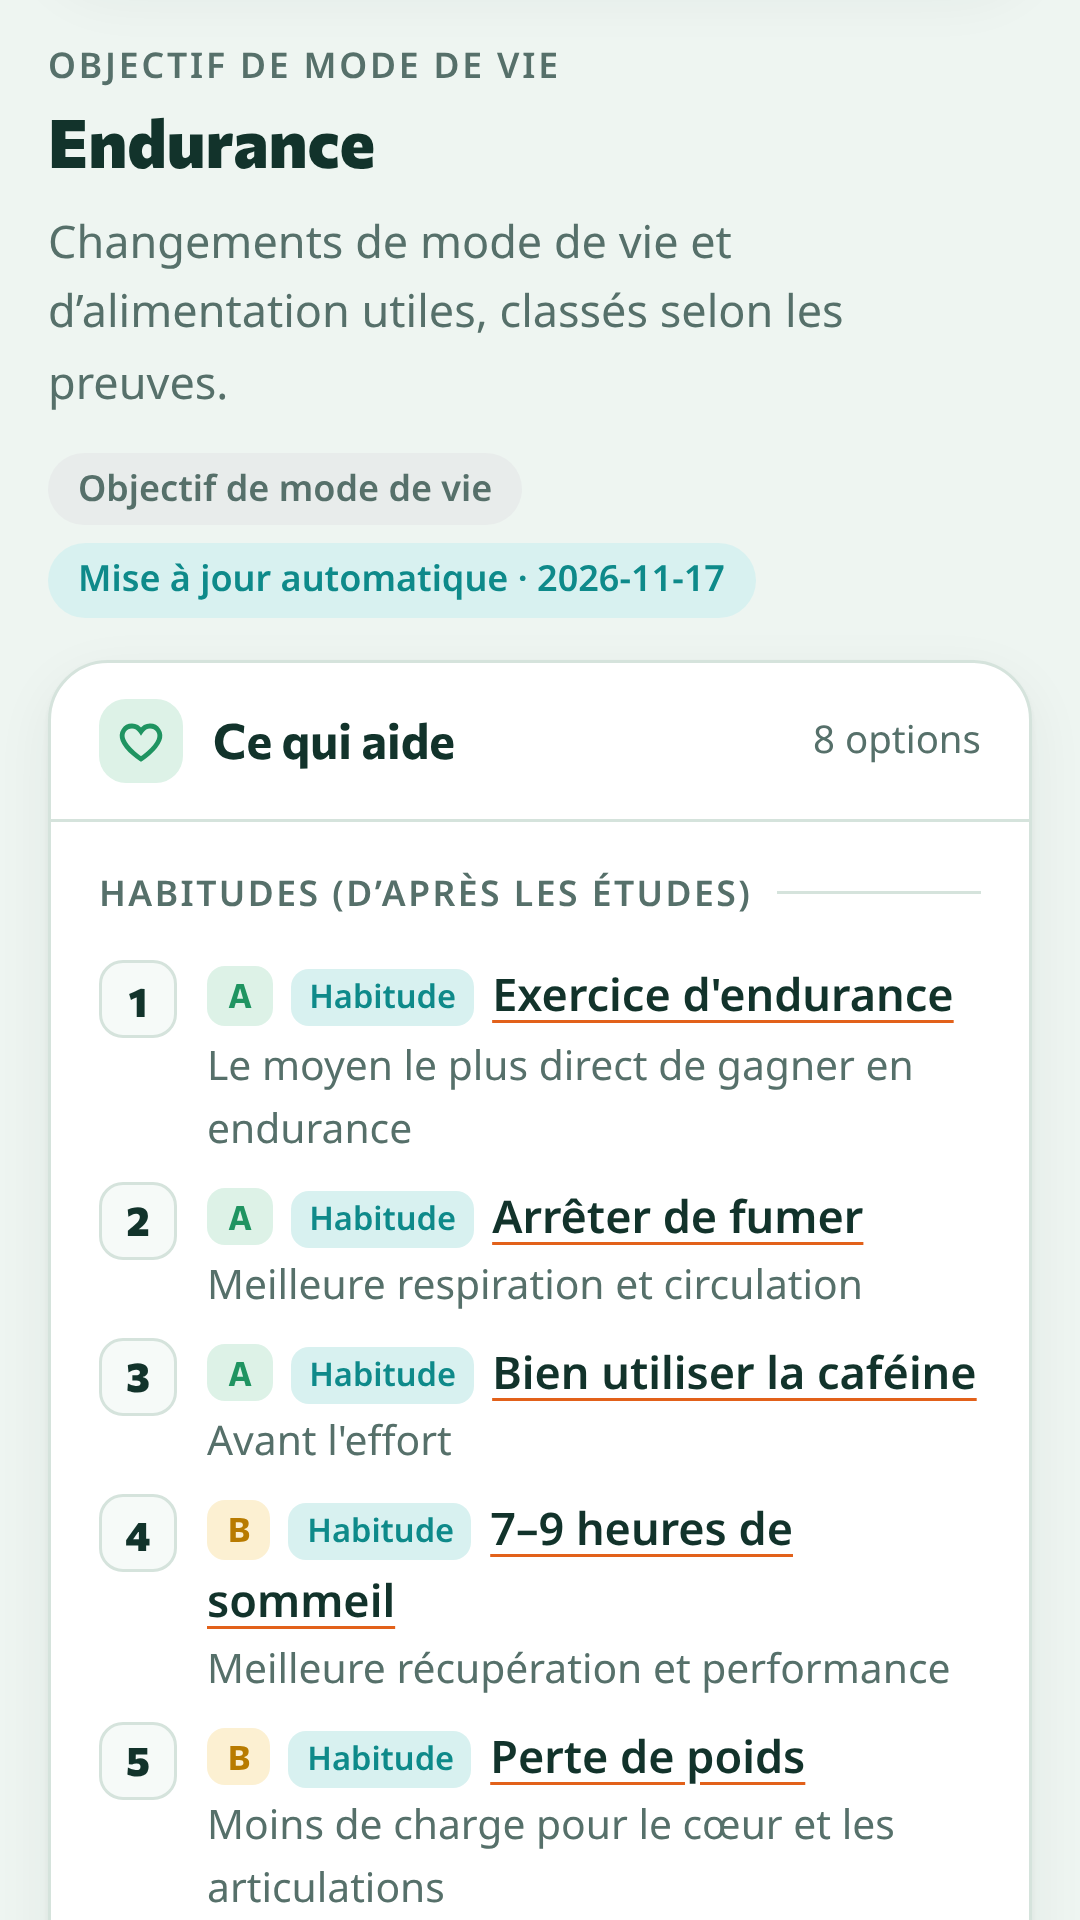 OBJECTIF DE MODE DE VIE
Endurance
Changements de mode de vie et
d’alimentation utiles, classés selon les
preuves.
Objectif de mode de vie
Mise à jour automatique · 2026-11-17
Ce qui aide
8 options
HABITUDES (D’APRÈS LES ÉTUDES)
1 A Habitude Exercice d'endurance
Le moyen le plus direct de gagner en
endurance
2 A Habitude Arrêter de fumer
Meilleure respiration et circulation
3 A Habitude Bien utiliser la caféine
Avant l'effort
4 B Habitude 7–9 heures de
sommeil
Meilleure récupération et performance
5 B Habitude Perte de poids
Moins de charge pour le cœur et les
articulations